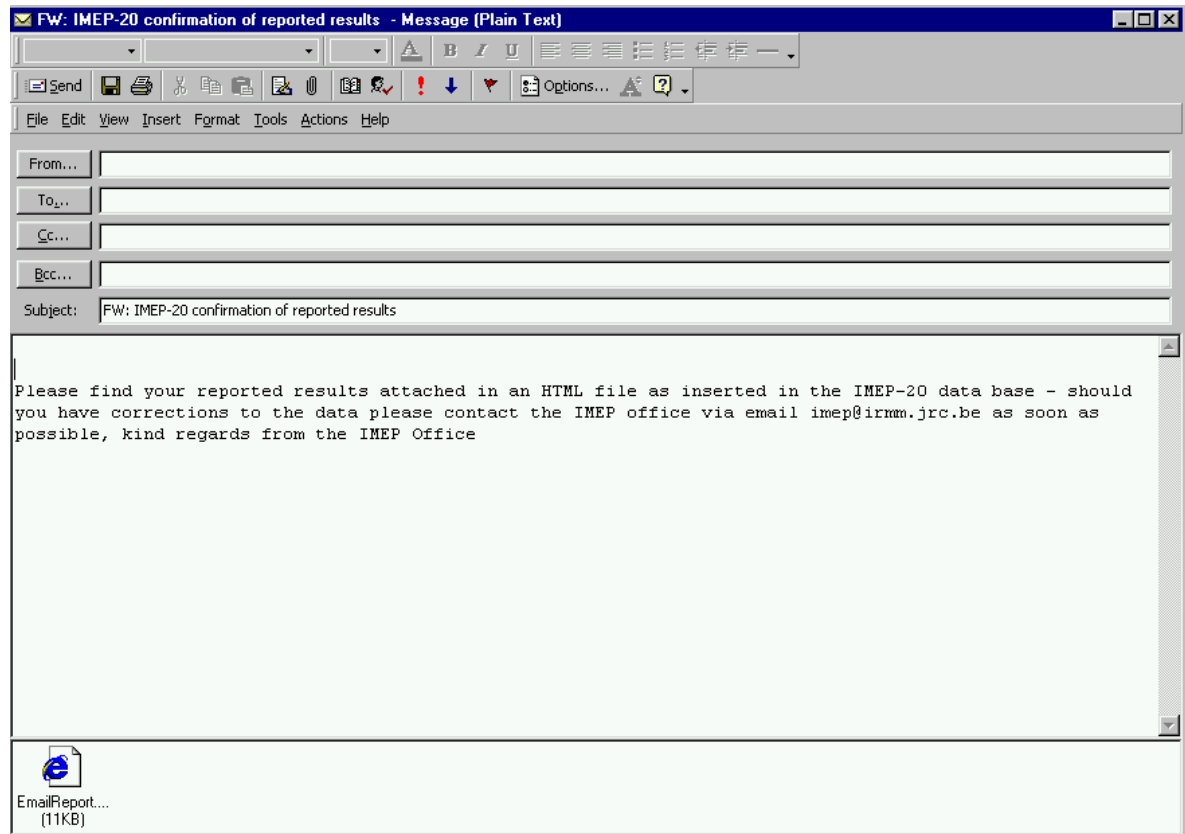 FW: IMEP-20 confirmation of reported results - Message (Plain Text)
A B I U
Send Options... A
File Edit View Insert Format Tools Actions Help
From...
To...
Cc...
Bcc...
Subject: FW: IMEP-20 confirmation of reported results
Please find your reported results attached in an HTML file as inserted in the IMEP-20 data base - should
you have corrections to the data please contact the IMEP office via email imep@irmm.jrc.be as soon as
possible, kind regards from the IMEP Office
EmailReport....
(11KB)